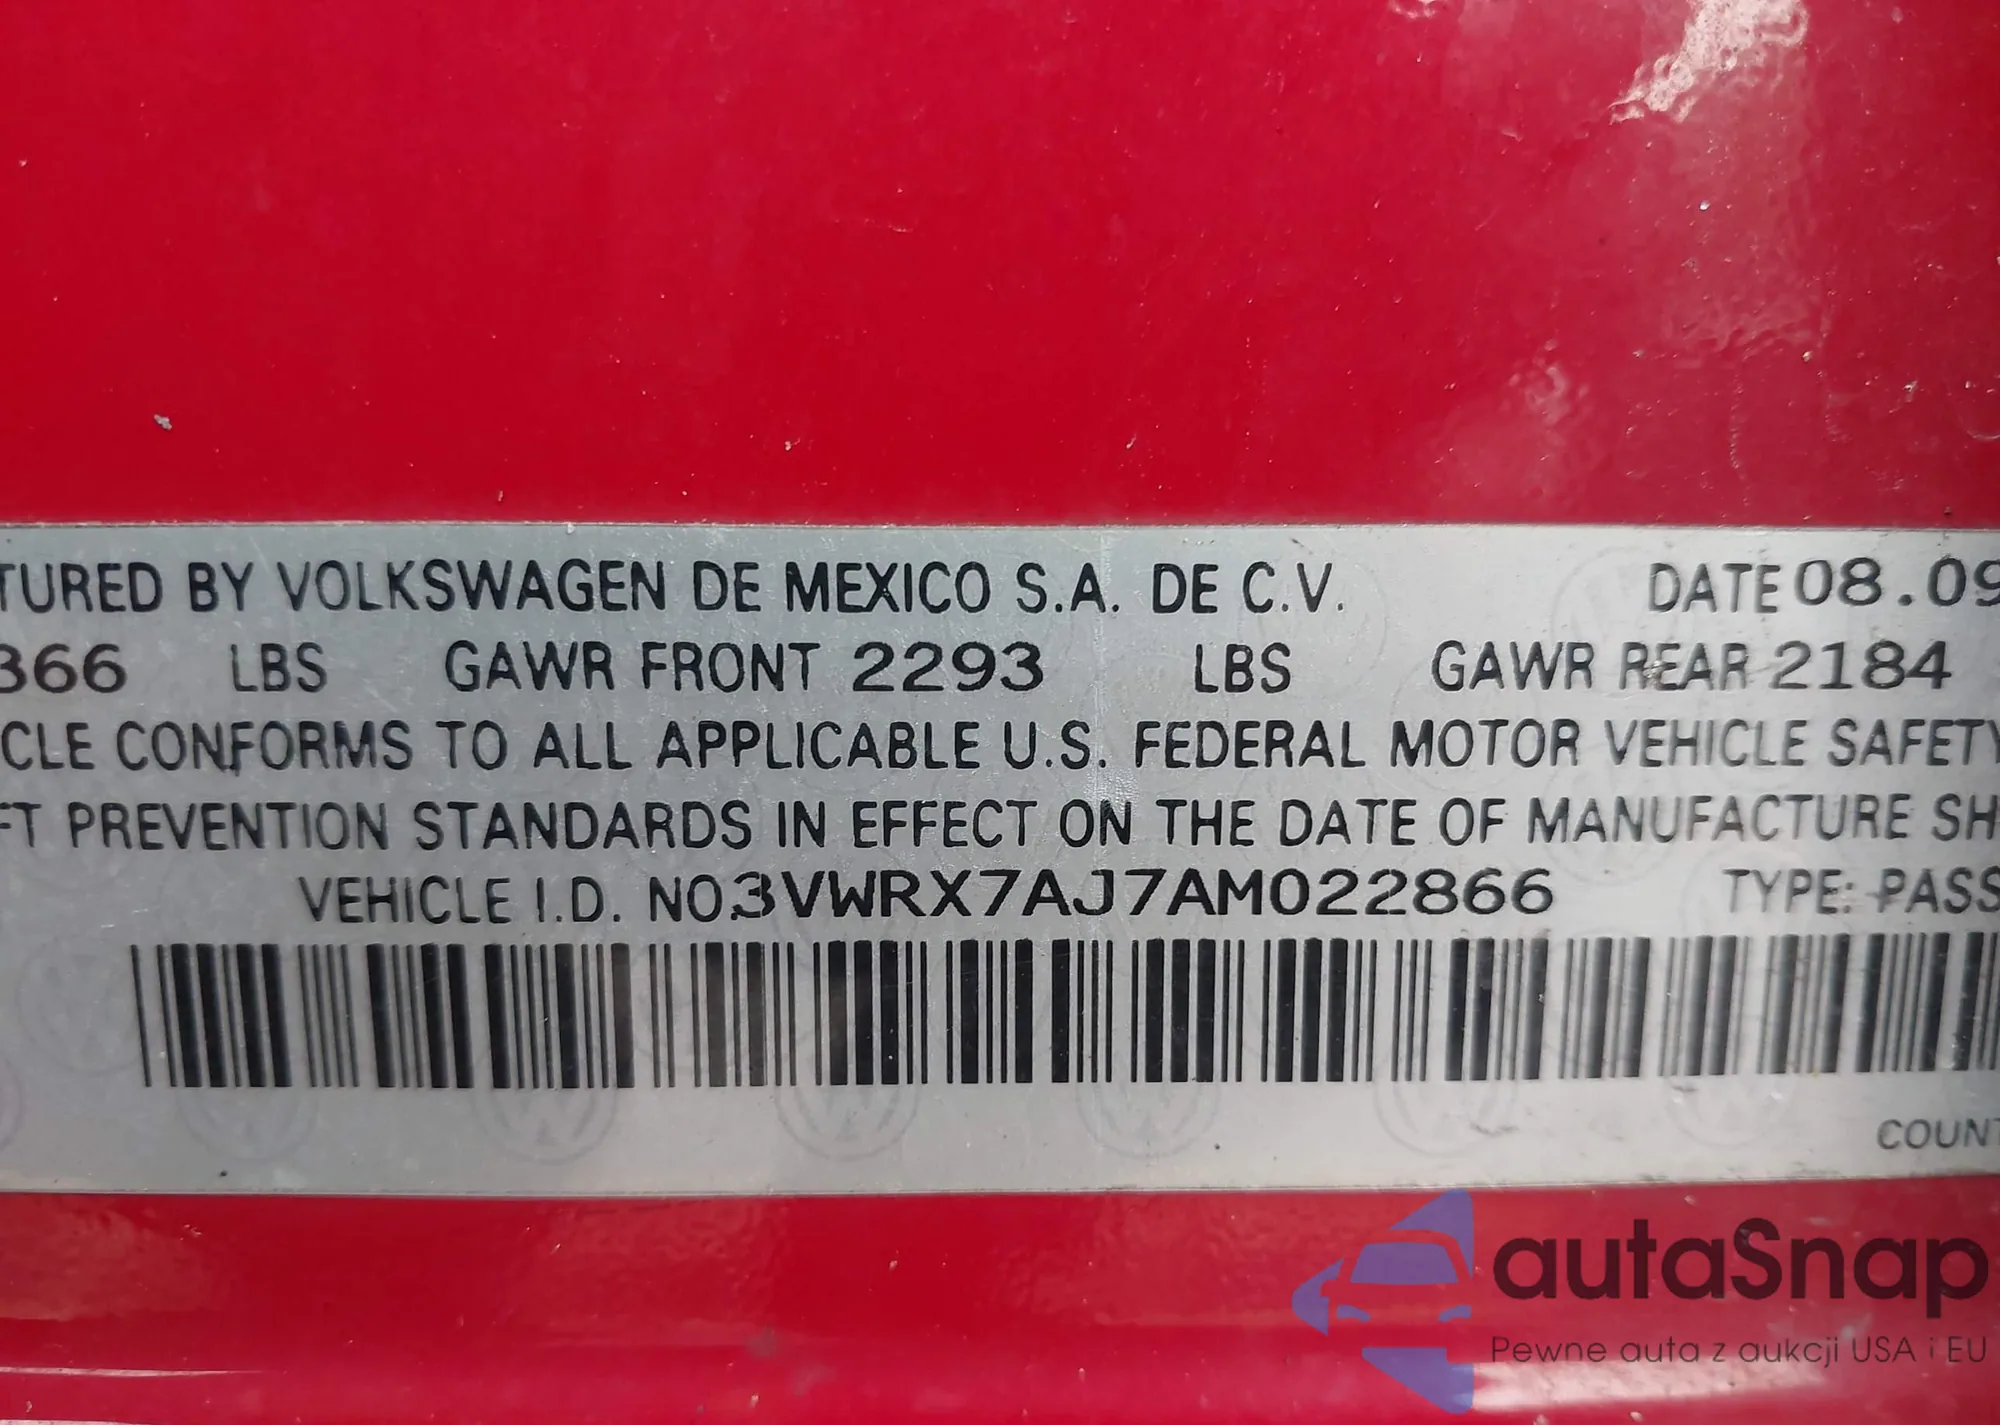 TURED BY VOLKSWAGEN DE MEXICO S.A. DE C.V. DATE 08.09
366 LBS GAWR FRONT 2293 LBS GAWR REAR 2184
CLE CONFORMS TO ALL APPLICABLE U.S. FEDERAL MOTOR VEHICLE SAFETY
FT PREVENTION STANDARDS IN EFFECT ON THE DATE OF MANUFACTURE SH
VEHICLE I.D. NO 3VWRX7AJ7AM022866 TYPE: PASS
COUNT
autaSnap
Pewne auta z aukcji USA i EU